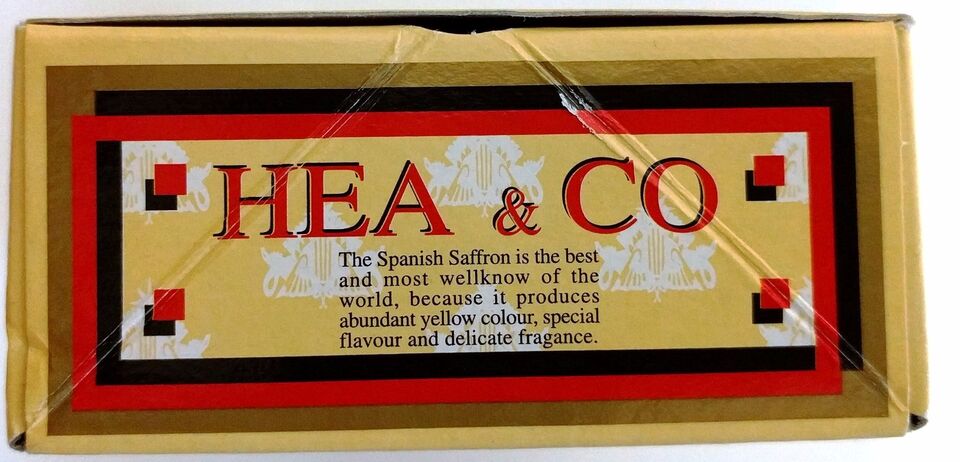 HEA & CO
The Spanish Saffron is the best
and most wellknow of the
world, because it produces
abundant yellow colour, special
flavour and delicate fragance.